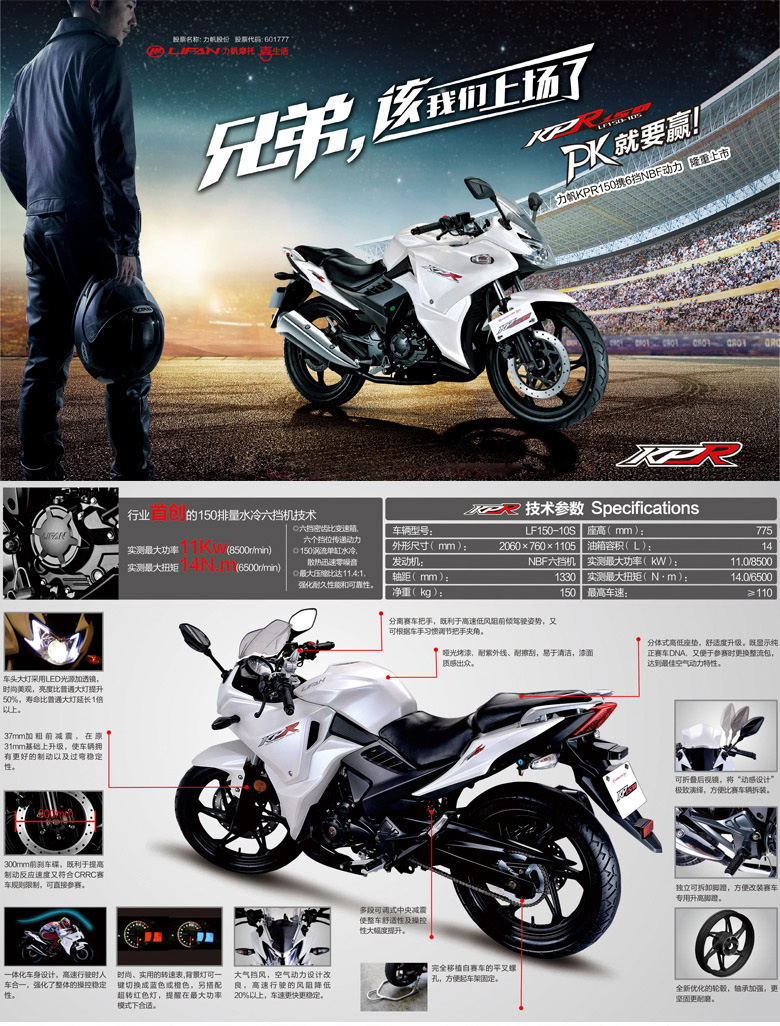 股票名称: 力帆股份 股票代码: 601777
LIFAN 力帆摩托 喜生活
兄弟,该我们上场了
KPR150
LF150-10S
PK就要赢!
力帆KPR150携6挡NBF动力 隆重上市
KPR
行业首创的150排量水冷六挡机技术
实测最大功率 11Kw(8500r/min)
实测最大扭矩 14N.m(6500r/min)
◎六挡密齿比变速箱,
六个挡位传递动力
◎150涡流单缸水冷,
散热迅速零噪音
◎最大压缩比达11.4:1,
强化耐久性能和可靠性。
KPR 技术参数 Specifications
车辆型号: LF150-10S 座高( mm ): 775
外形尺寸( mm ): 2060×760×1105 油箱容积( L ): 14
发动机: NBF六挡机 实测最大功率( kW ): 11.0/8500
轴距( mm ): 1330 实测最大扭矩( N·m ): 14.0/6500
净重( kg ): 150 最高车速: ≥110
分离赛车把手，既利于高速低风阻前倾驾驶姿势，又
可根据车手习惯调节把手夹角。
哑光烤漆、耐紫外线、耐擦刮，易于清洁，漆面
质感出众。
分体式高低座垫，舒适度升级。既显示纯
正赛车DNA，又便于参赛时更换整流包，
达到最佳空气动力特性。
车头大灯采用LED光源加透镜，
时尚美观，亮度比普通大灯提升
50%，寿命比普通大灯延长1倍
以上。
37mm加粗前减震，在原
31mm基础上升级，使车辆拥
有更好的制动以及过弯稳定
性。
300mm
300mm前刹车碟，既利于提高
制动反应速度又符合CRRC赛
车规则限制，可直接参赛。
可折叠后视镜，将“动感设计”
极致演绎，方便比赛车辆拆装。
独立可拆卸脚蹬，方便改装赛车
专用升高脚蹬。
多段可调式中央减震
使整车舒适性及操控
性大幅度提升。
一体化车身设计，高速行驶时人
车合一，强化了整体的操控稳定
性。
时尚、实用的转速表,背景灯可一
键切换成蓝色或橙色，另搭配
超转红色灯，提醒在最大功率
模式下合适。
大气挡风，空气动力设计改
良，高速行驶的风阻降低
20%以上，车速更快更稳定。
完全移植自赛车的平叉螺
孔，方便起车架固定。
全新优化的轮毂，轴承加强，更
坚固更耐磨。